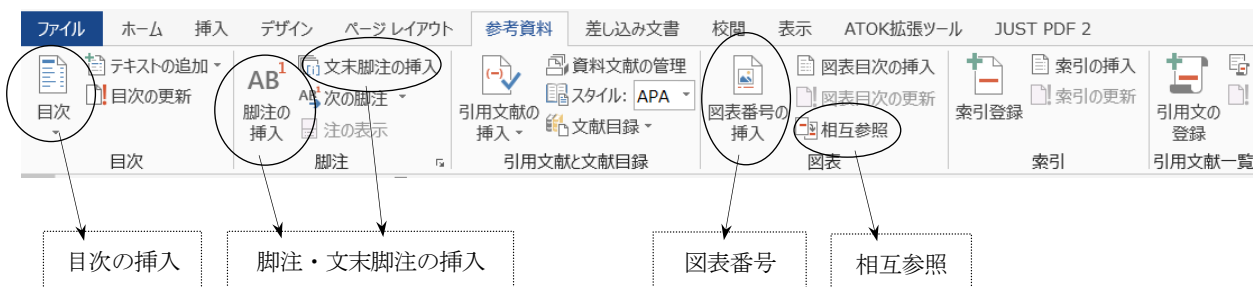 ファイル ホーム 挿入 デザイン ページ レイアウト 参考資料 差し込み文書 校閲 表示 ATOK拡張ツール JUST PDF 2
目次
テキストの追加
目次の更新
目次
AB1
脚注の
挿入
文末脚注の挿入
次の脚注
注の表示
脚注
引用文献の
挿入
資料文献の管理
スタイル: APA
文献目録
引用文献と文献目録
図表番号の
挿入
図表目次の挿入
図表目次の更新
相互参照
図表
索引登録
索引の挿入
索引の更新
索引
引用文の
登録
引用文献一覧
目次の挿入
脚注・文末脚注の挿入
図表番号
相互参照